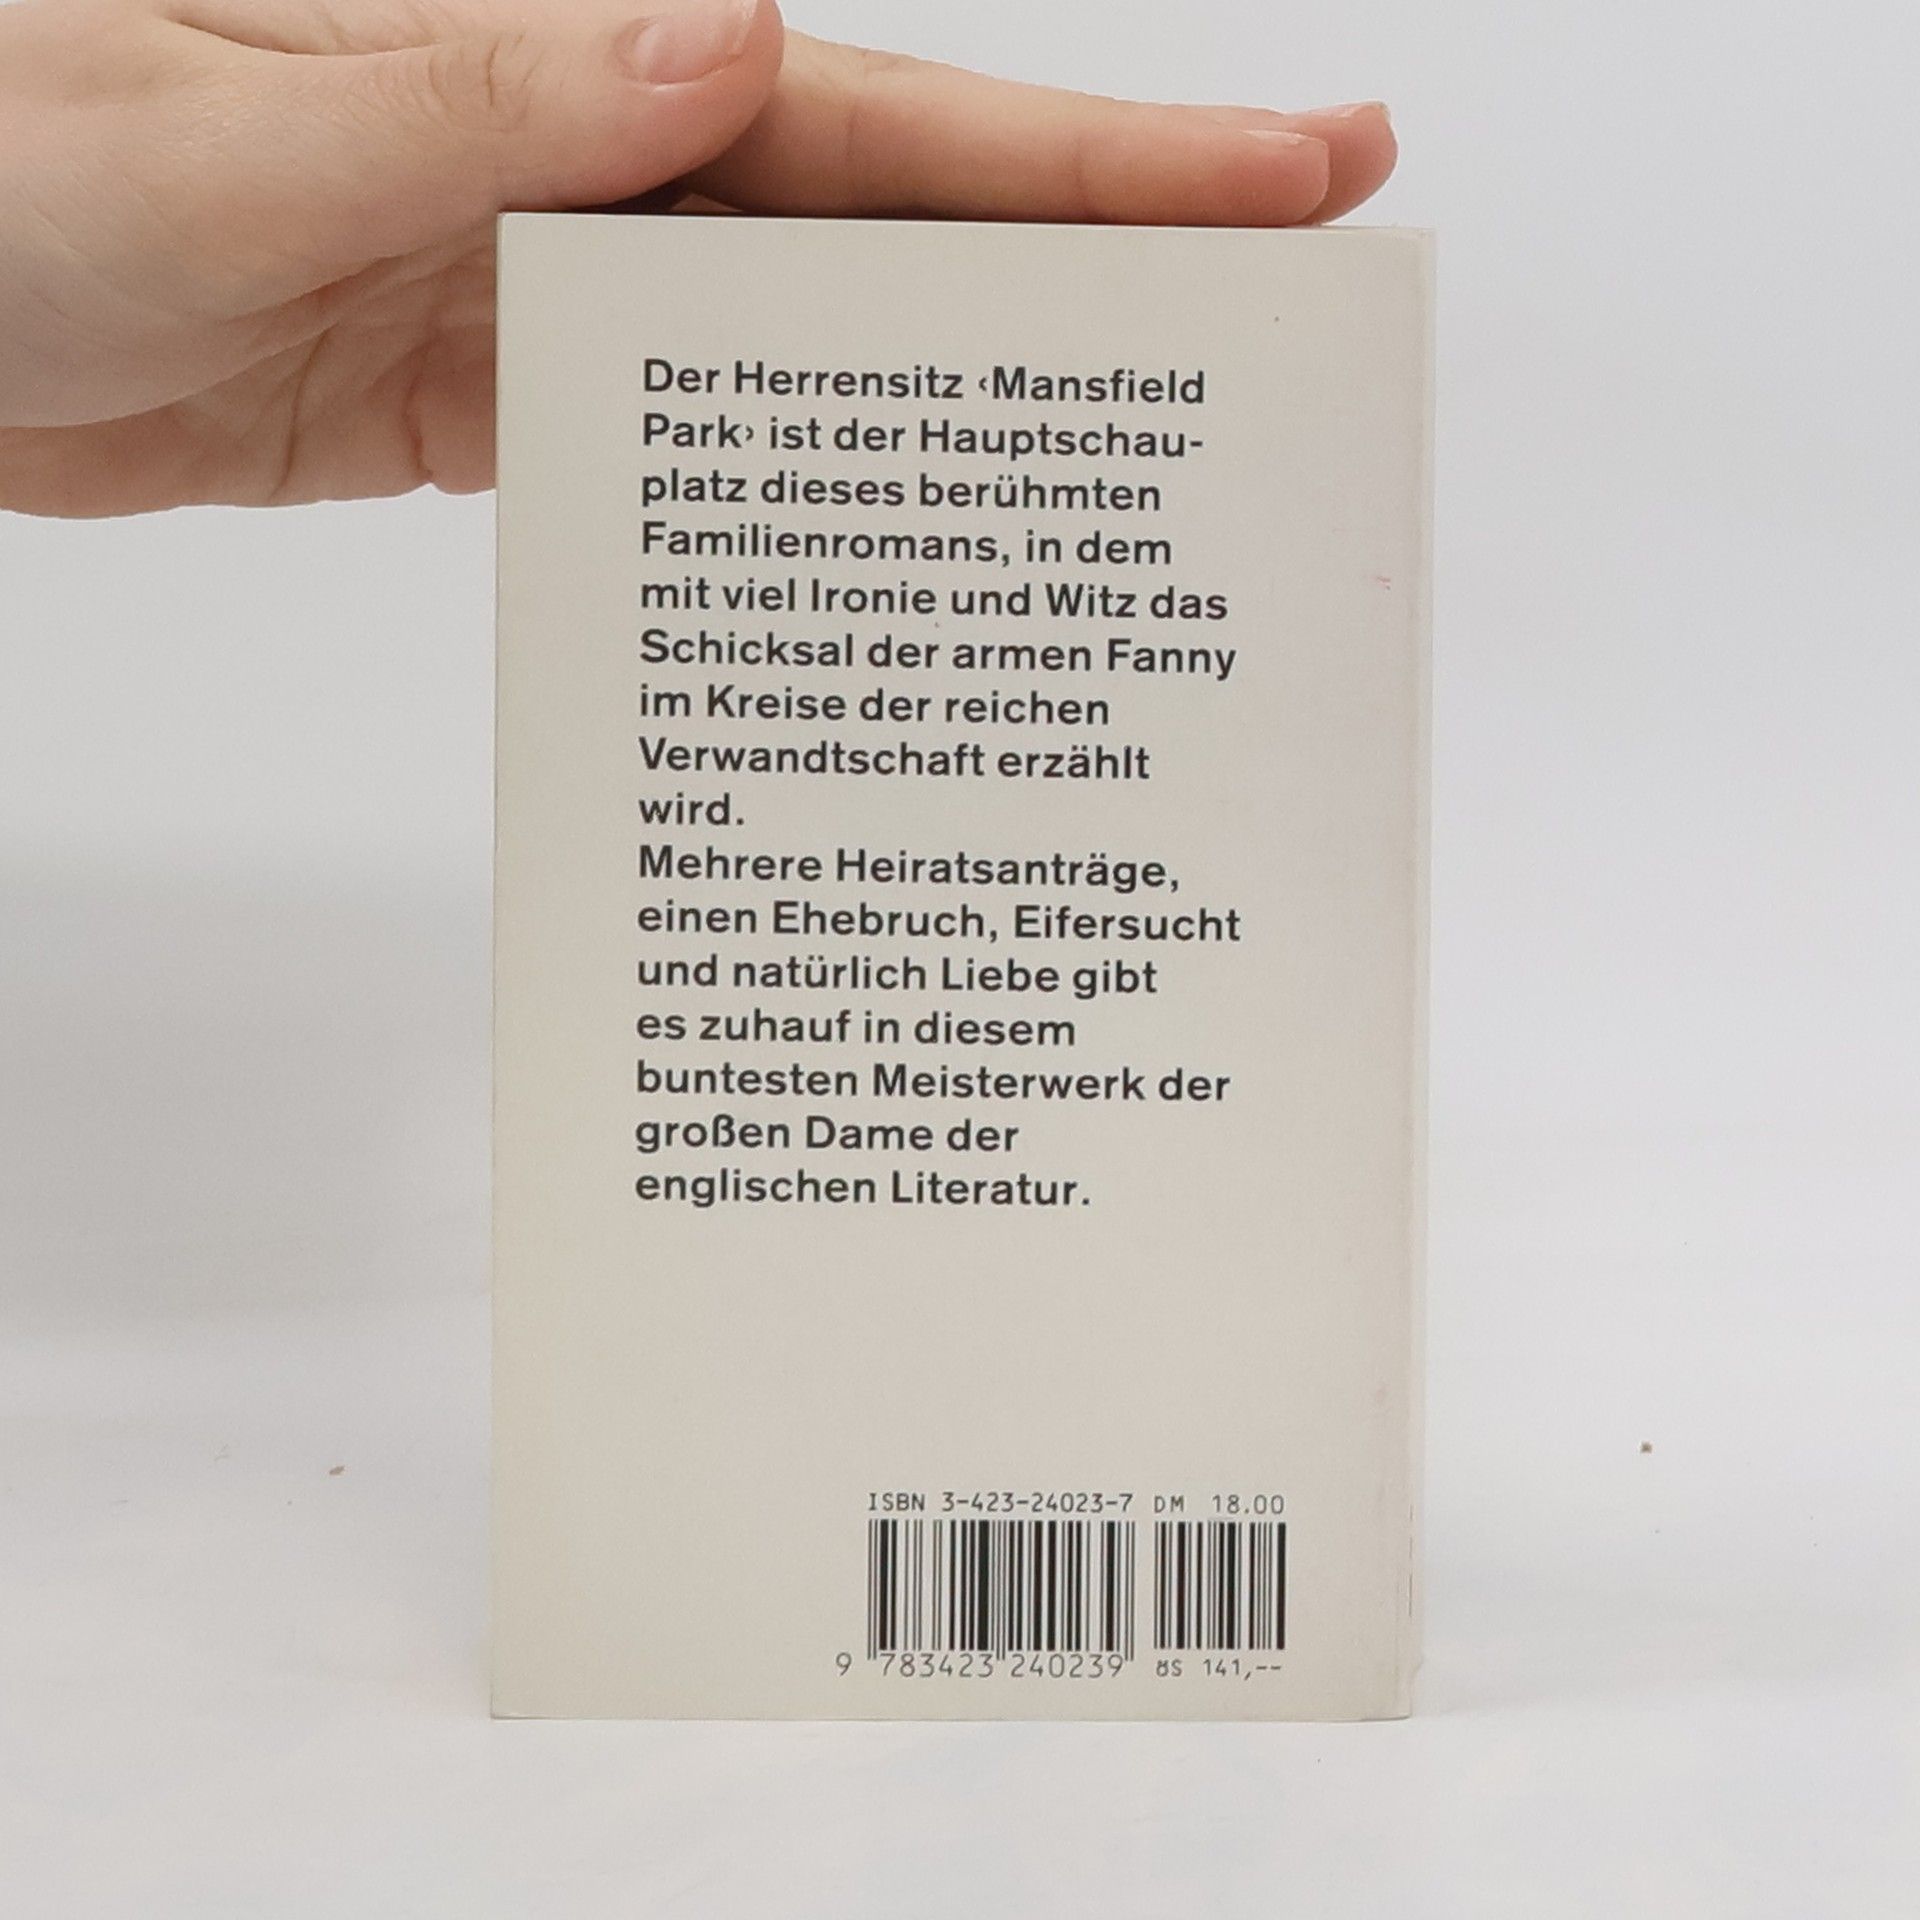 Der Herrensitz ‹Mansfield
Park› ist der Hauptschau-
platz dieses berühmten
Familienromans, in dem
mit viel Ironie und Witz das
Schicksal der armen Fanny
im Kreise der reichen
Verwandtschaft erzählt
wird.
Mehrere Heiratsanträge,
einen Ehebruch, Eifersucht
und natürlich Liebe gibt
es zuhauf in diesem
buntesten Meisterwerk der
großen Dame der
englischen Literatur.
ISBN 3-423-24023-7 DM 18.00
9 783423 240239 öS 141,--